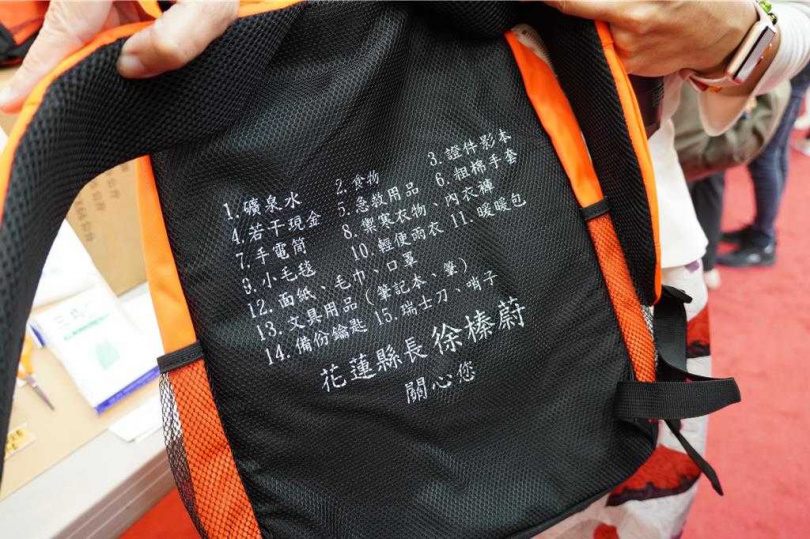 1. 礦泉水 2. 食物 3. 證件影本
4. 若干現金 5. 急救用品 6. 粗棉手套
7. 手電筒 8. 禦寒衣物、內衣褲
9. 小毛毯 10. 輕便雨衣 11. 暖暖包
12. 面紙、毛巾、口罩
13. 文具用品（筆記本、筆）
14. 備份鑰匙 15. 瑞士刀、哨子
花蓮縣長 徐榛蔚
關心您